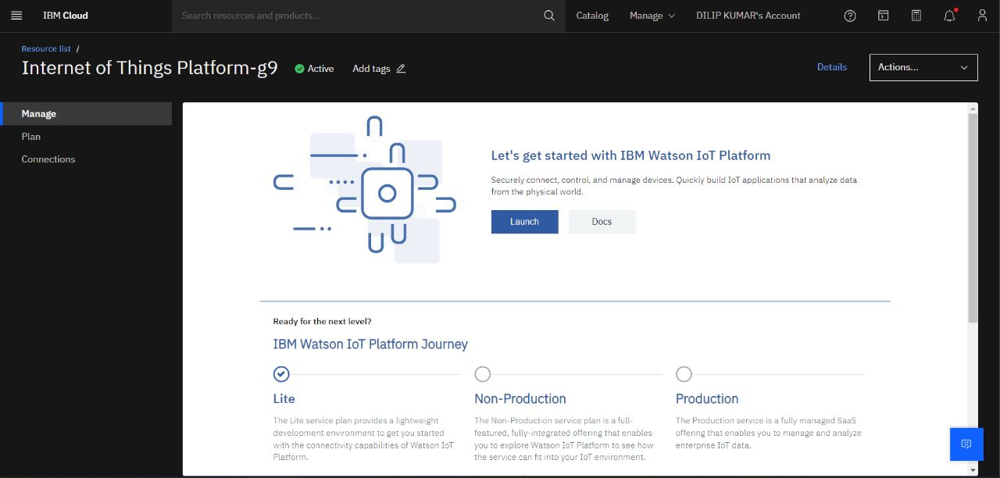 IBM Cloud
Search resources and products...
Catalog
Manage
DILIP KUMAR's Account
Resource list /
Internet of Things Platform-g9
Active
Add tags
Details
Actions...
Manage
Plan
Connections
Let's get started with IBM Watson IoT Platform
Securely connect, control, and manage devices. Quickly build IoT applications that analyze data
from the physical world.
Launch
Docs
Ready for the next level?
IBM Watson IoT Platform Journey
Lite
The Lite service plan provides a lightweight
development environment to get you started
with the connectivity capabilities of Watson IoT
Platform.
Non-Production
The Non-Production service plan is a full-
featured, fully-integrated offering that enables
you to explore Watson IoT Platform to see how
the service can fit into your IoT environment.
Production
The Production service is a fully managed SaaS
offering that enables you to manage and analyze
enterprise IoT data.